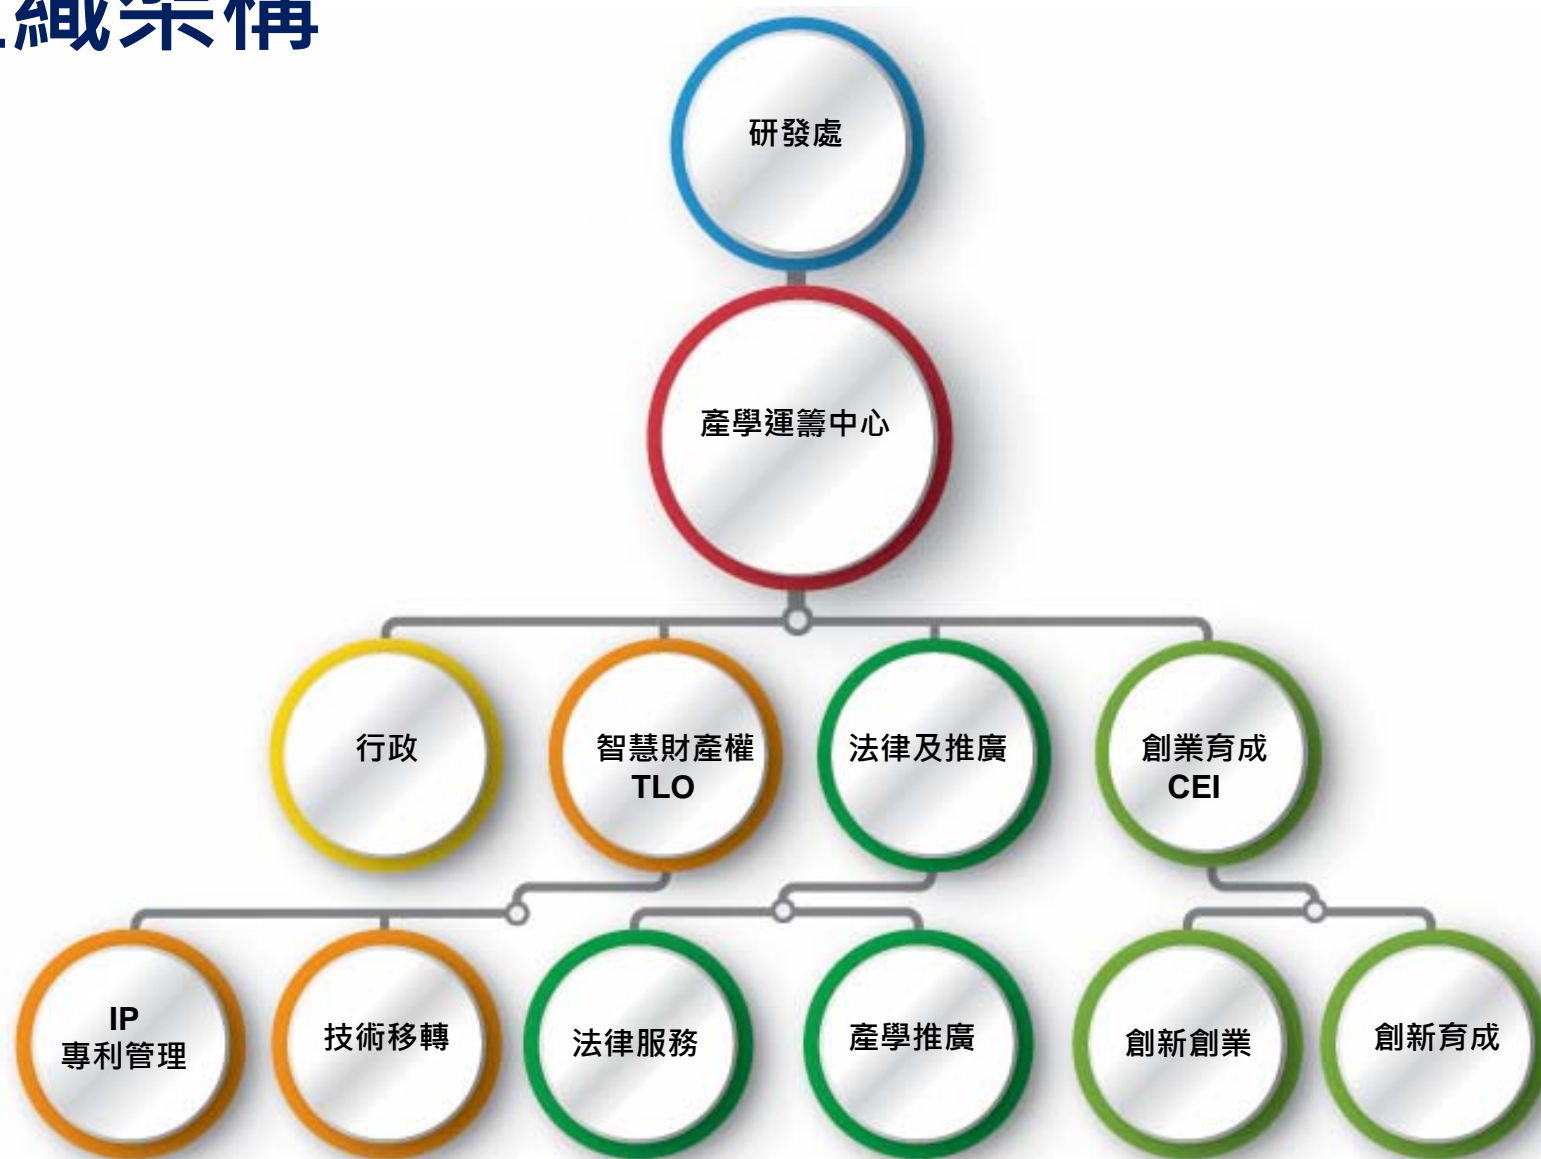 織架構
研發處
產學運籌中心
行政
智慧財產權
TLO
法律及推廣
創業育成
CEI
IP
專利管理
技術移轉
法律服務
產學推廣
創新創業
創新育成